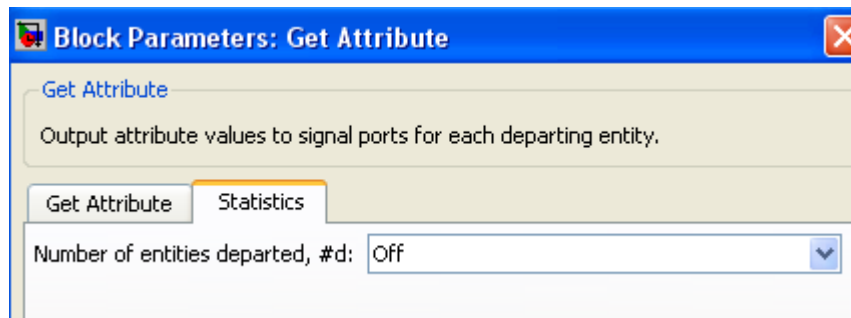 Block Parameters: Get Attribute
Get Attribute
Output attribute values to signal ports for each departing entity.
Get Attribute Statistics
Number of entities departed, #d: Off